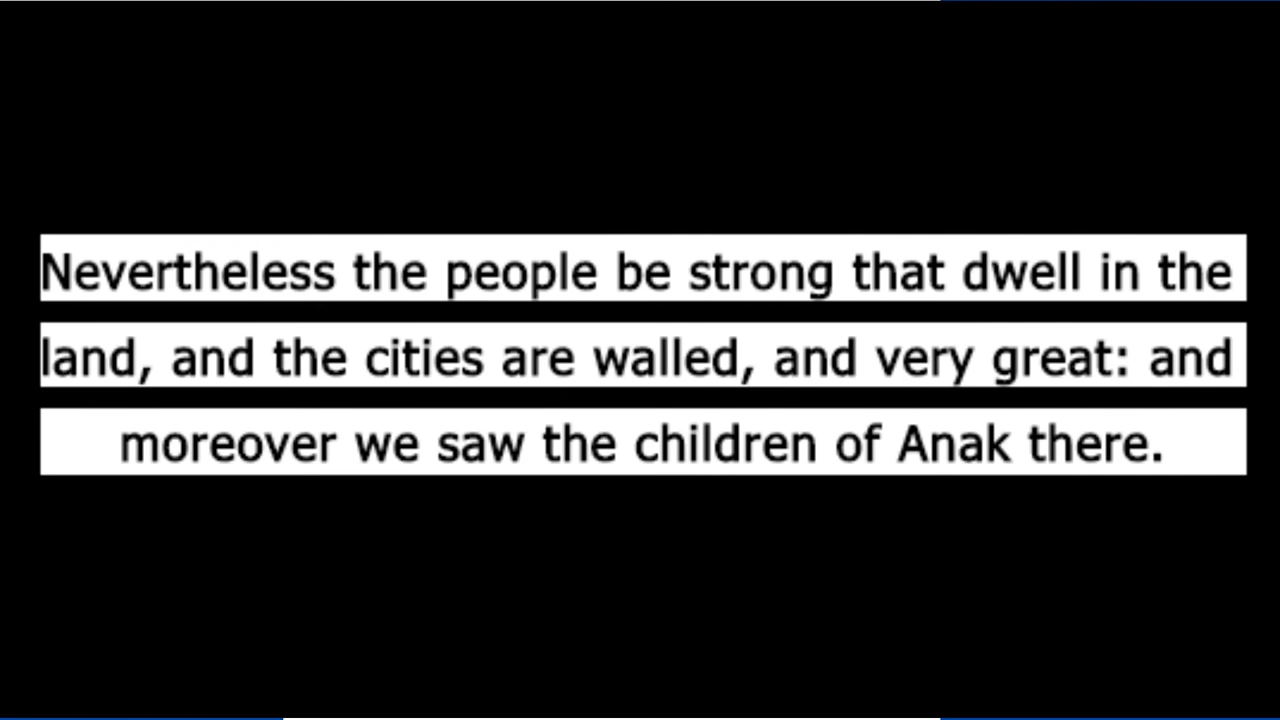 Nevertheless the people be strong that dwell in the
land, and the cities are walled, and very great: and
moreover we saw the children of Anak there.